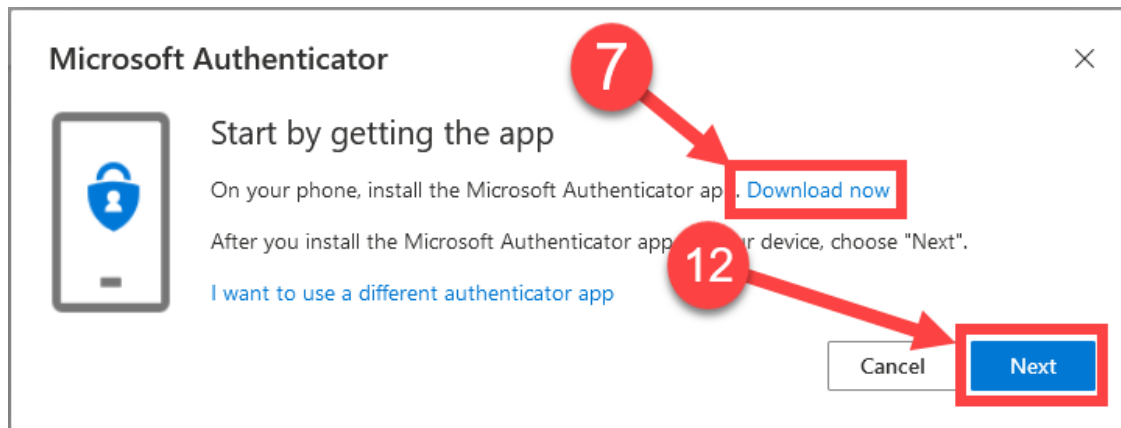 Microsoft Authenticator
7
Start by getting the app
On your phone, install the Microsoft Authenticator ap . Download now
After you install the Microsoft Authenticator app r device, choose "Next".
12
I want to use a different authenticator app
Cancel
Next